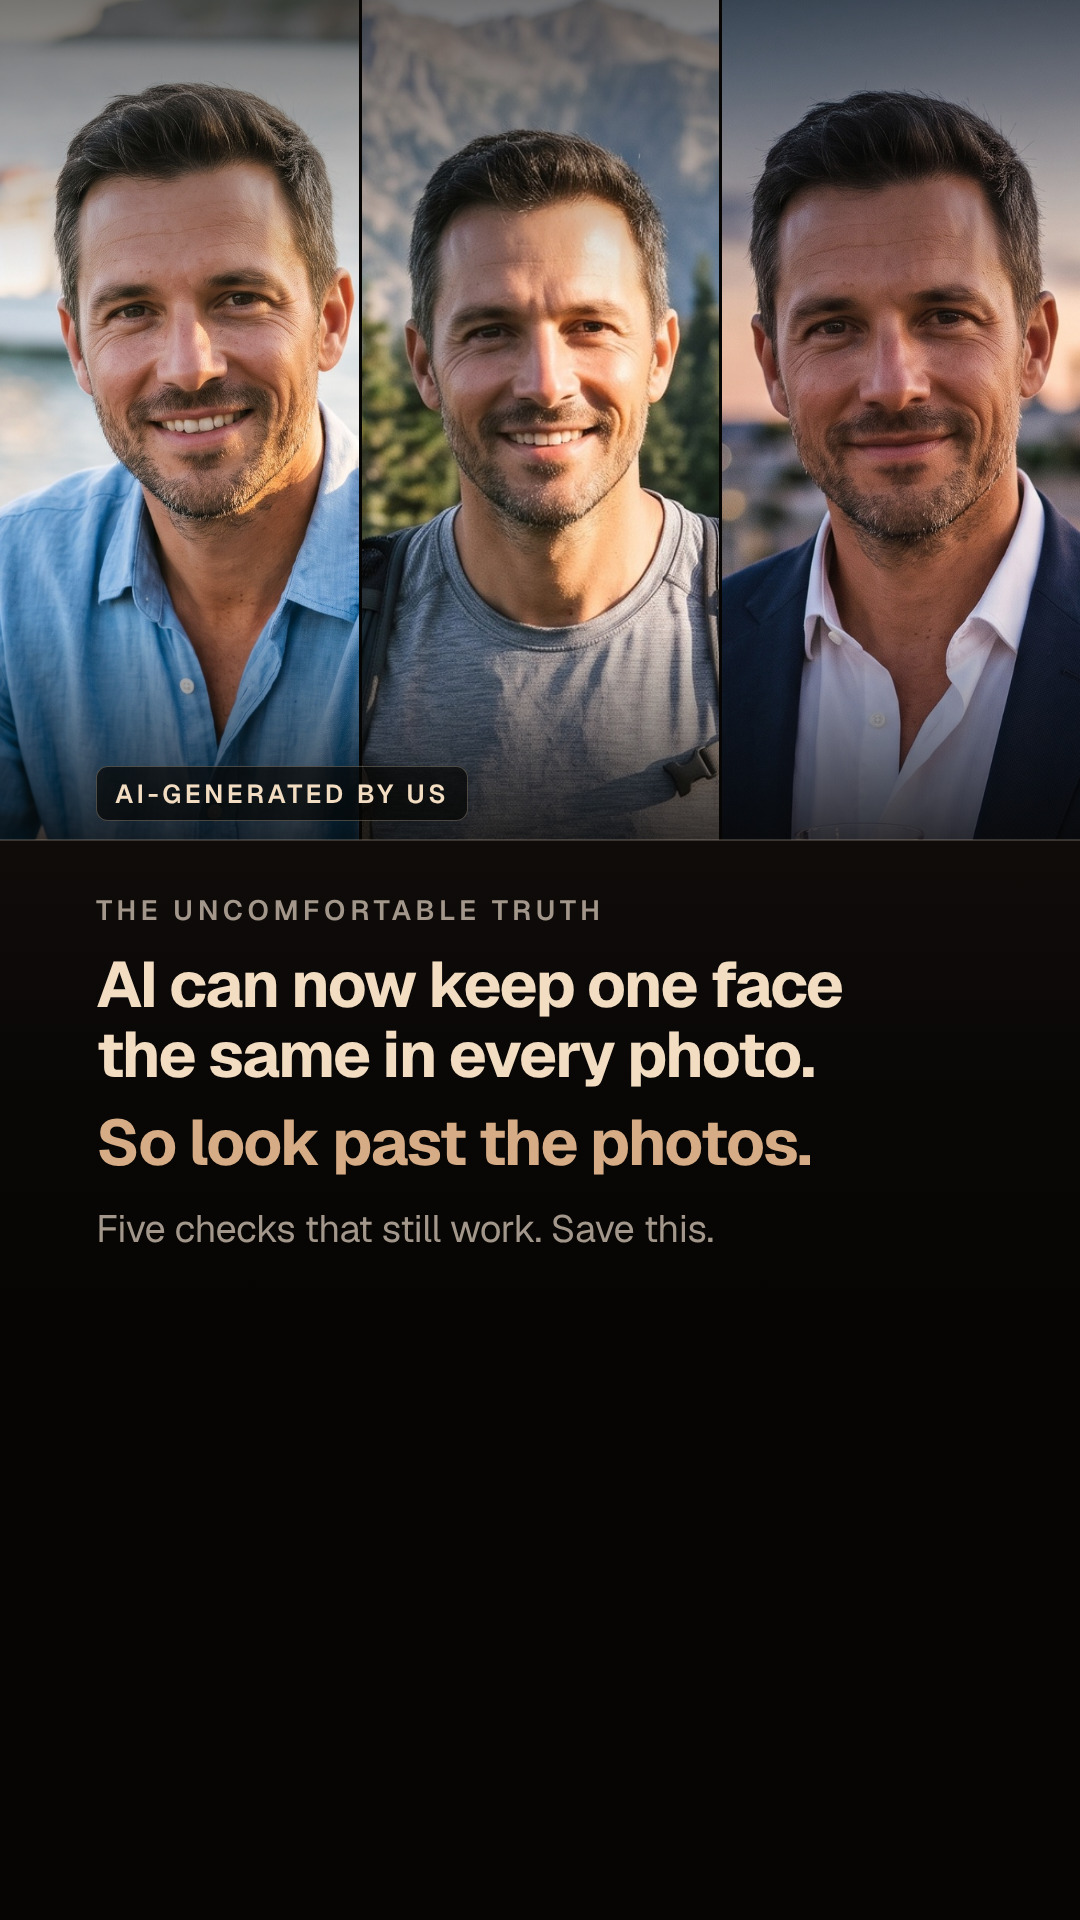 AI-GENERATED BY US
THE UNCOMFORTABLE TRUTH
AI can now keep one face
the same in every photo.
So look past the photos.
Five checks that still work. Save this.